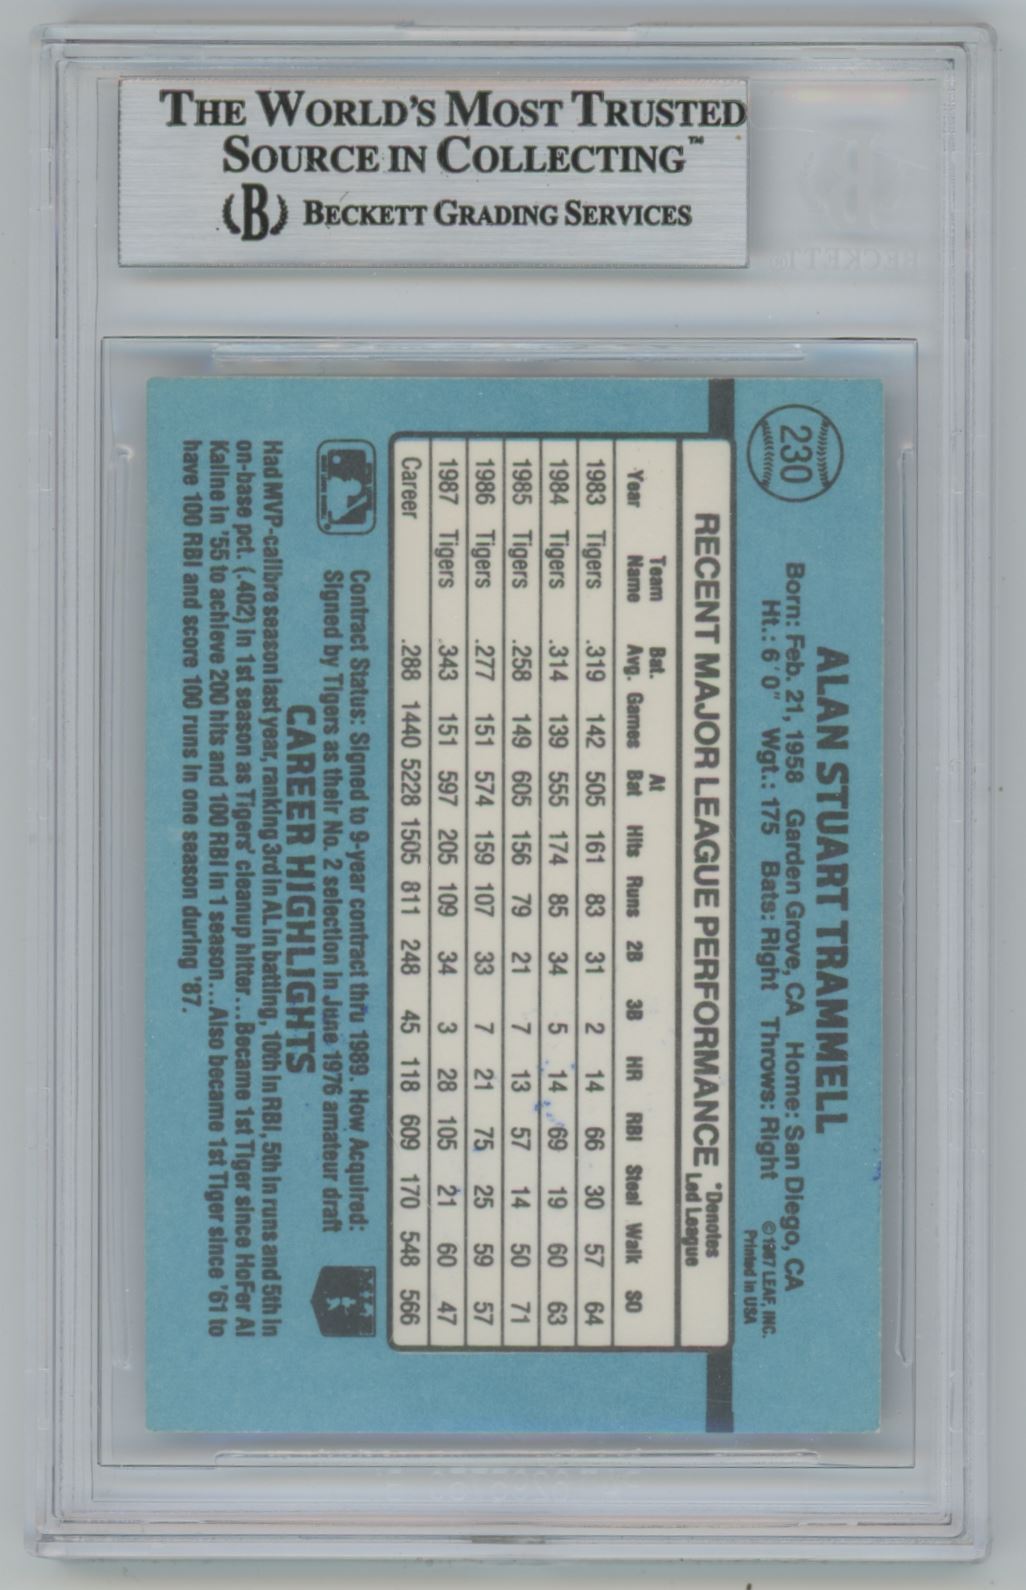 THE WORLD'S MOST TRUSTED
SOURCE IN COLLECTING™
B BECKETT GRADING SERVICES
BECKETT
230
ALAN STUART TRAMMELL
Born: Feb. 21, 1958 Garden Grove, CA Home: San Diego, CA
Ht.: 6' 0" Wgt.: 175 Bats: Right Throws: Right
© 1987 LEAF, INC.
Printed in USA
RECENT MAJOR LEAGUE PERFORMANCE
*Denotes
Led League
Year Team Name Bat. Avg. Games At Bat Hits Runs 2B 3B HR RBI Steal Walk SO
1983 Tigers .319 142 505 161 83 31 2 14 66 30 57 64
1984 Tigers .314 139 555 174 85 34 5 14 69 19 60 63
1985 Tigers .258 149 605 156 79 21 7 13 57 14 50 71
1986 Tigers .277 151 574 159 107 33 7 21 75 25 59 57
1987 Tigers .343 151 597 205 109 34 3 28 105 21 60 47
Career .288 1440 5228 1505 811 248 45 118 609 170 548 566
Contract Status: Signed to 9-year contract thru 1989. How Acquired:
Signed by Tigers as their No. 2 selection in June 1976 amateur draft
CAREER HIGHLIGHTS
Had MVP-calibre season last year, ranking 3rd in AL in batting, 10th in RBI, 5th in runs and 5th in
on-base pct. (.402) in 1st season as Tigers' cleanup hitter...Became 1st Tiger since HoFer Al
Kaline in '55 to achieve 200 hits and 100 RBI in 1 season...Also became 1st Tiger since '61 to
have 100 RBI and score 100 runs in one season during '87.